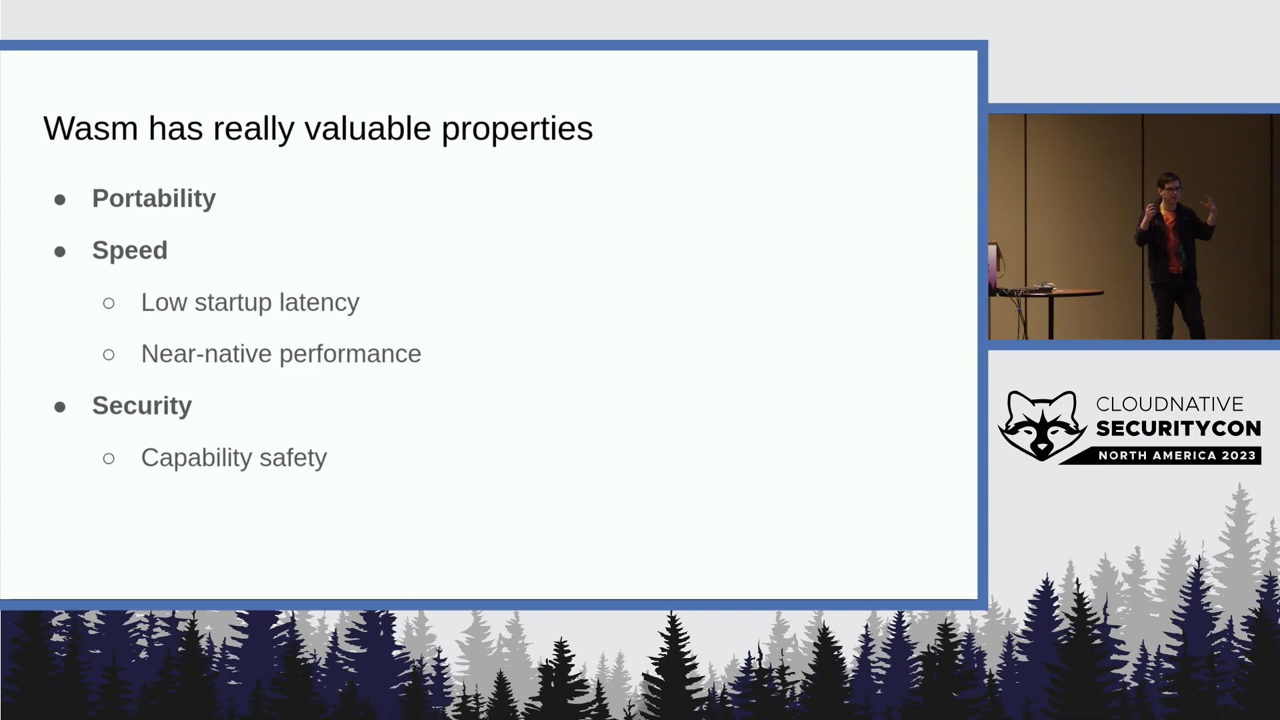 Wasm has really valuable properties
● Portability
● Speed
○ Low startup latency
○ Near-native performance
● Security
○ Capability safety
CLOUDNATIVE
SECURITYCON
NORTH AMERICA 2023